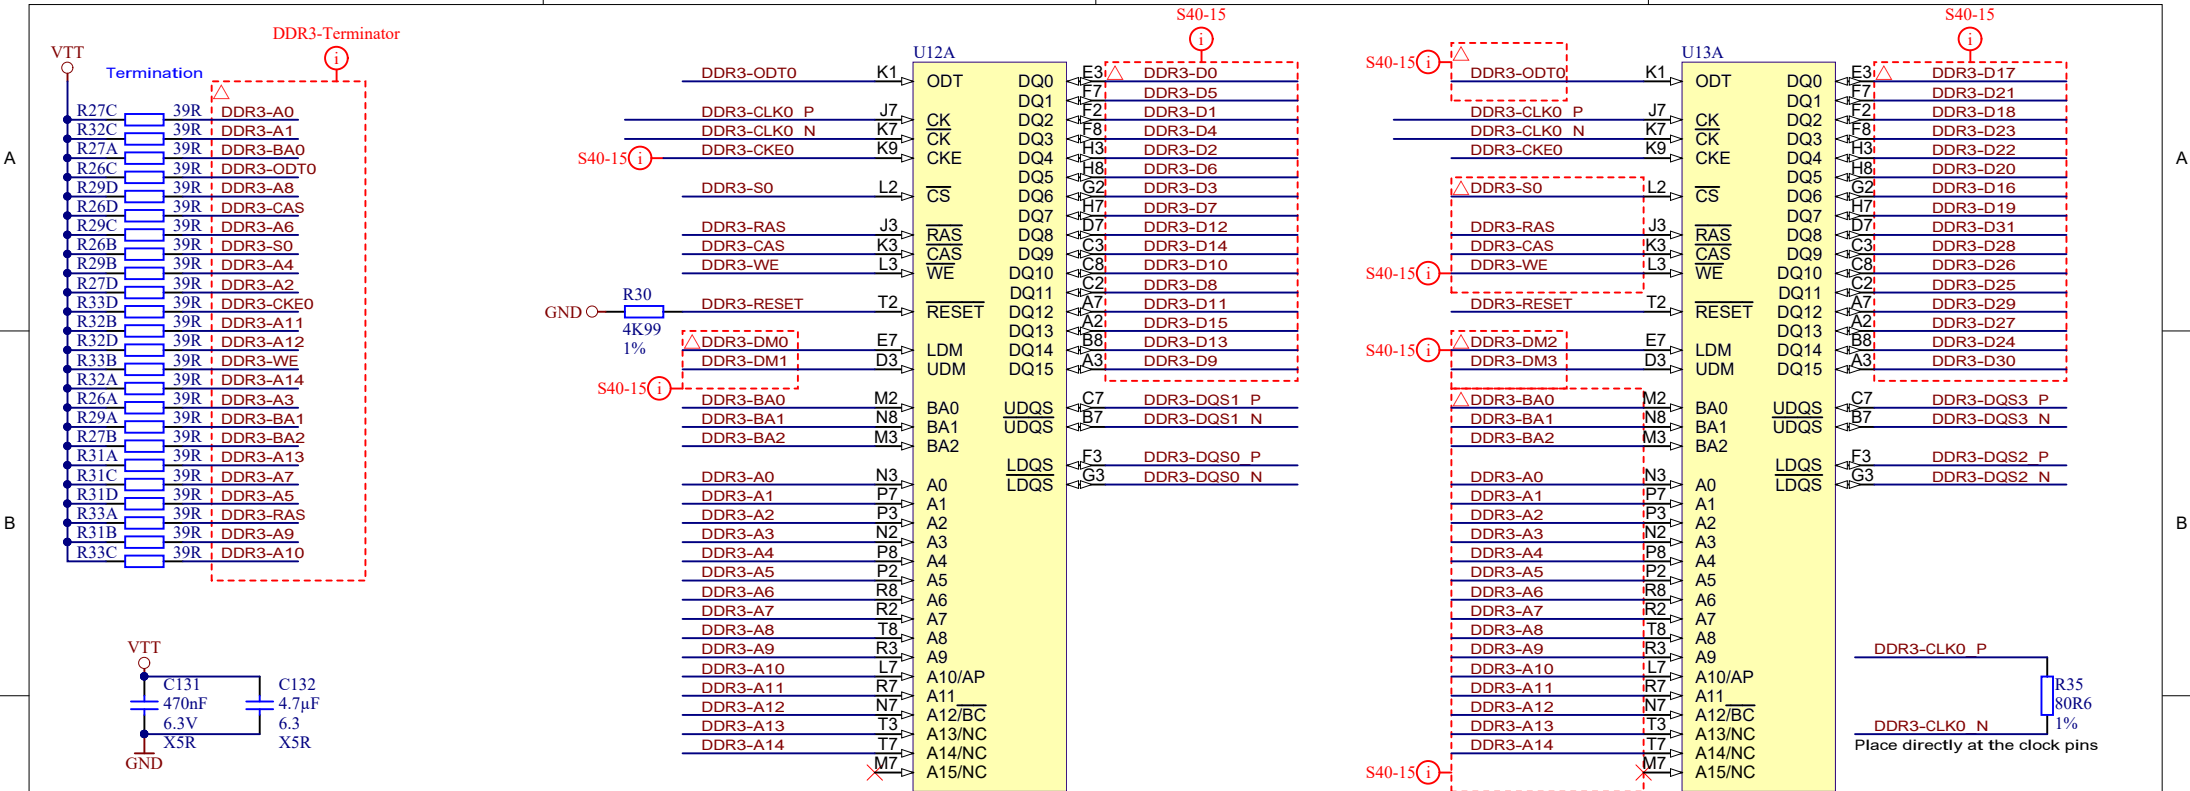 S40-15
S40-15
DDR3-Terminator
i
i
i
VTT
Termination
R27C 39R DDR3-A0
R32C 39R DDR3-A1
R27A 39R DDR3-BA0
R26C 39R DDR3-ODT0
R29D 39R DDR3-A8
R26D 39R DDR3-CAS
R29C 39R DDR3-A6
R26B 39R DDR3-S0
R29B 39R DDR3-A4
R27D 39R DDR3-A2
R33D 39R DDR3-CKE0
R32B 39R DDR3-A11
R32D 39R DDR3-A12
R33B 39R DDR3-WE
R32A 39R DDR3-A14
R26A 39R DDR3-A3
R29A 39R DDR3-BA1
R27B 39R DDR3-BA2
R31A 39R DDR3-A13
R31C 39R DDR3-A7
R31D 39R DDR3-A5
R33A 39R DDR3-RAS
R31B 39R DDR3-A9
R33C 39R DDR3-A10
VTT
C131
470nF
6.3V
X5R
C132
4.7µF
6.3
X5R
GND
A
B
U12A
DDR3-ODT0 K1 ODT
DDR3-CLK0_P J7 CK
DDR3-CLK0_N K7 CK
S40-15 i DDR3-CKE0 K9 CKE
DDR3-S0 L2 CS
DDR3-RAS J3 RAS
DDR3-CAS K3 CAS
DDR3-WE L3 WE
GND R30 DDR3-RESET T2 RESET
4K99
1%
DDR3-DM0 E7 LDM
DDR3-DM1 D3 UDM
S40-15 i
DDR3-BA0 M2 BA0
DDR3-BA1 N8 BA1
DDR3-BA2 M3 BA2
DDR3-A0 N3 A0
DDR3-A1 P7 A1
DDR3-A2 P3 A2
DDR3-A3 N2 A3
DDR3-A4 P8 A4
DDR3-A5 P2 A5
DDR3-A6 R8 A6
DDR3-A7 R2 A7
DDR3-A8 T8 A8
DDR3-A9 R3 A9
DDR3-A10 L7 A10/AP
DDR3-A11 R7 A11
DDR3-A12 N7 A12/BC
DDR3-A13 T3 A13/NC
DDR3-A14 T7 A14/NC
M7 A15/NC
DQ0 E3 DDR3-D0
DQ1 F7 DDR3-D5
DQ2 F2 DDR3-D1
DQ3 F8 DDR3-D4
DQ4 H3 DDR3-D2
DQ5 H8 DDR3-D6
DQ6 G2 DDR3-D3
DQ7 H7 DDR3-D7
DQ8 D7 DDR3-D12
DQ9 C3 DDR3-D14
DQ10 C8 DDR3-D10
DQ11 C2 DDR3-D8
DQ12 A7 DDR3-D11
DQ13 A2 DDR3-D15
DQ14 B8 DDR3-D13
DQ15 A3 DDR3-D9
UDQS C7 DDR3-DQS1_P
UDQS B7 DDR3-DQS1_N
LDQS F3 DDR3-DQS0_P
LDQS G3 DDR3-DQS0_N
U13A
S40-15 i
DDR3-ODT0 K1 ODT
DDR3-CLK0_P J7 CK
DDR3-CLK0_N K7 CK
DDR3-CKE0 K9 CKE
DDR3-S0 L2 CS
DDR3-RAS J3 RAS
DDR3-CAS K3 CAS
S40-15 i DDR3-WE L3 WE
DDR3-RESET T2 RESET
S40-15 i DDR3-DM2 E7 LDM
DDR3-DM3 D3 UDM
DDR3-BA0 M2 BA0
DDR3-BA1 N8 BA1
DDR3-BA2 M3 BA2
DDR3-A0 N3 A0
DDR3-A1 P7 A1
DDR3-A2 P3 A2
DDR3-A3 N2 A3
DDR3-A4 P8 A4
DDR3-A5 P2 A5
DDR3-A6 R8 A6
DDR3-A7 R2 A7
DDR3-A8 T8 A8
DDR3-A9 R3 A9
DDR3-A10 L7 A10/AP
DDR3-A11 R7 A11
DDR3-A12 N7 A12/BC
DDR3-A13 T3 A13/NC
DDR3-A14 T7 A14/NC
S40-15 i M7 A15/NC
DQ0 E3 DDR3-D17
DQ1 F7 DDR3-D21
DQ2 F2 DDR3-D18
DQ3 F8 DDR3-D23
DQ4 H3 DDR3-D22
DQ5 H8 DDR3-D20
DQ6 G2 DDR3-D16
DQ7 H7 DDR3-D19
DQ8 D7 DDR3-D31
DQ9 C3 DDR3-D28
DQ10 C8 DDR3-D26
DQ11 C2 DDR3-D25
DQ12 A7 DDR3-D29
DQ13 A2 DDR3-D27
DQ14 B8 DDR3-D24
DQ15 A3 DDR3-D30
UDQS C7 DDR3-DQS3_P
UDQS B7 DDR3-DQS3_N
LDQS F3 DDR3-DQS2_P
LDQS G3 DDR3-DQS2_N
DDR3-CLK0_P
R35
80R6
1%
DDR3-CLK0_N
Place directly at the clock pins
A
B